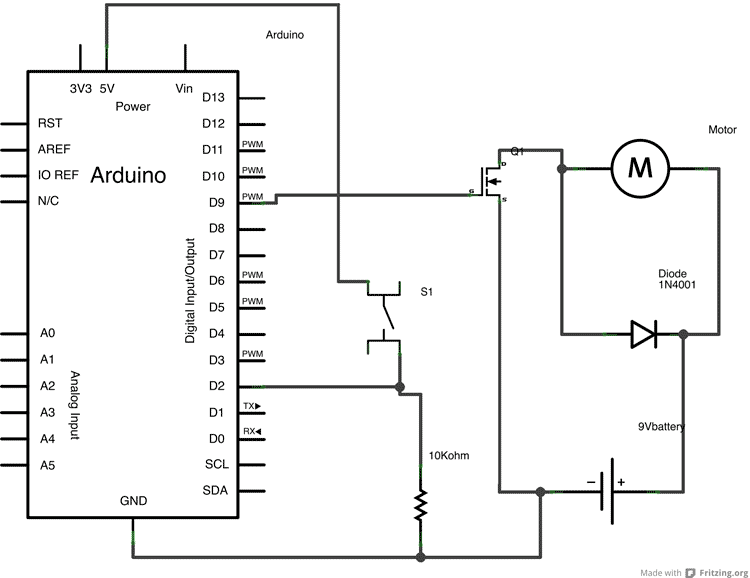 Arduino
3V3 5V Vin
Power
RST
AREF
IO REF
N/C
Arduino
D13
D12
D11 PWM
D10 PWM
D9 PWM
D8
D7
D6 PWM
D5 PWM
D4
D3 PWM
D2
D1 TX▶
D0 RX◀
SCL
SDA
Digital Input/Output
A0
A1
A2
A3
A4
A5
Analog Input
GND
S1
10Kohm
Q1
D
G
S
Motor
M
Diode
1N4001
9Vbattery
− +
Made with Fritzing.org